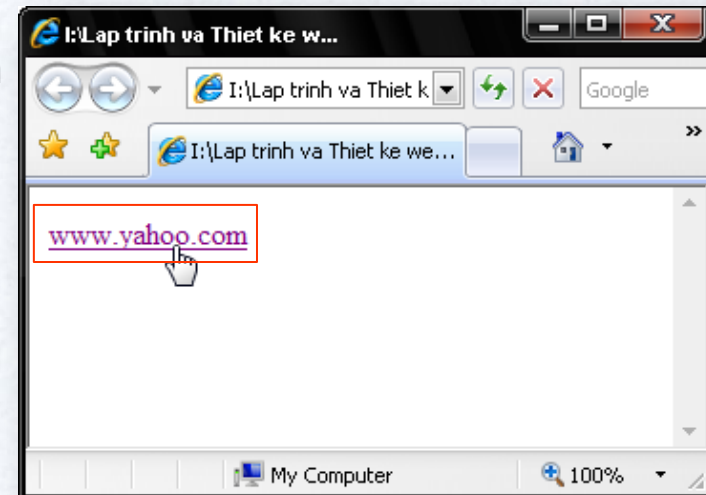 I:\Lap trinh va Thiet ke w...
I:\Lap trinh va Thiet k
Google
I:\Lap trinh va Thiet ke we...
»
www.yahoo.com
My Computer
100%